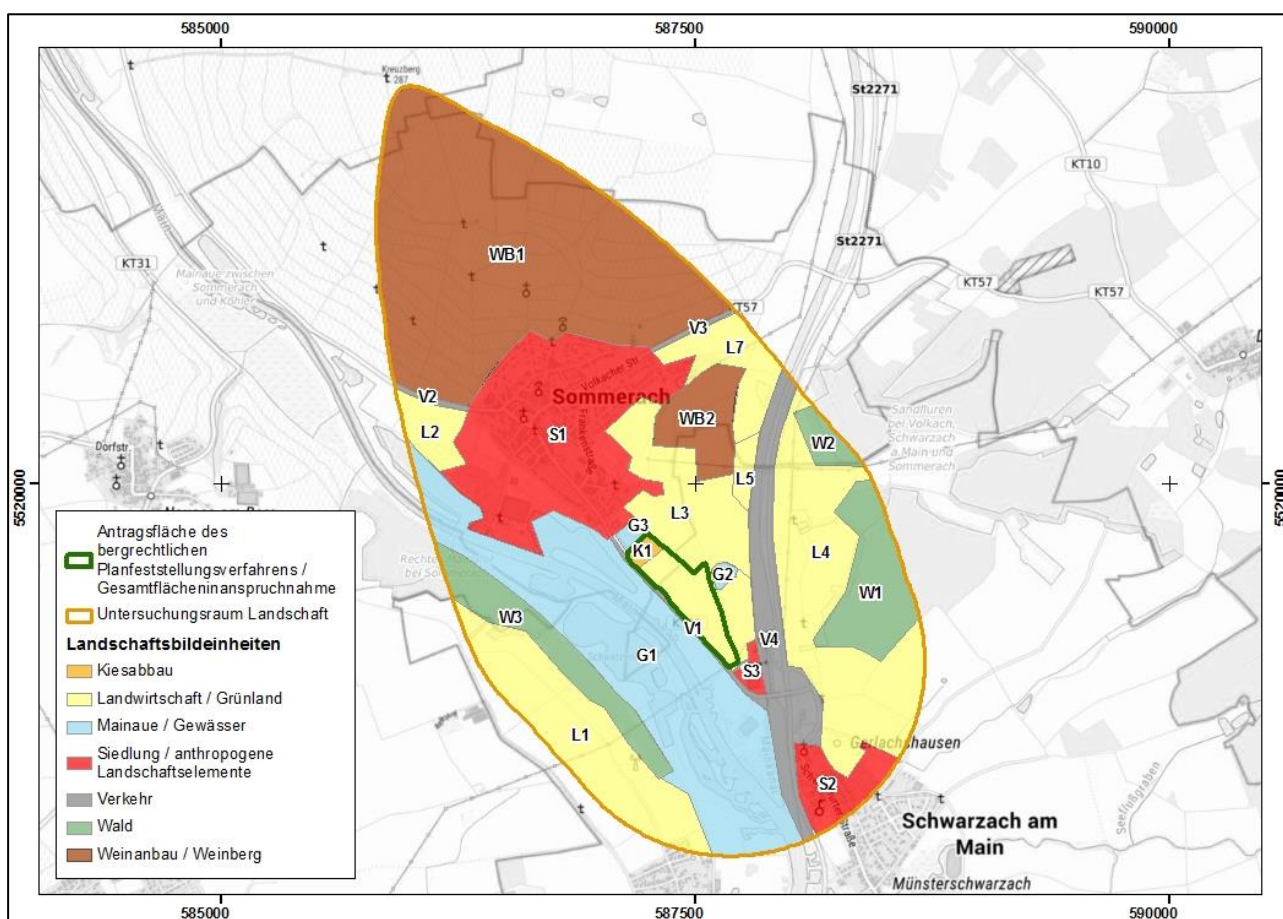 585000
587500
590000
Kreuzberg
287
St2271
KT10
St2271
KT31
Mainaue zwischen
Sommerach
und Köhler
WB1
KT57
KT57
KT57
V3
L7
Volkacher Str
V2
Sommerach
WB2
L2
S1
Frankenstraße
W2
Sandfluren
bei Volkach,
Schwarzach
a.Main und
Sommerach
Dorfstr.
5520000
5520000
L5
L3
G3
K1
L4
G2
W1
W3
V1
V4
G1
S3
L1
Gerlachshausen
S2
Schwarzach am
Main
Münsterschwarzach
Seeflußgraben
Antragsfläche des
bergrechtlichen
Planfeststellungsverfahrens /
Gesamtflächeninanspruchnahme
Untersuchungsraum Landschaft
Landschaftsbildeinheiten
Kiesabbau
Landwirtschaft / Grünland
Mainaue / Gewässer
Siedlung / anthropogene
Landschaftselemente
Verkehr
Wald
Weinanbau / Weinberg
585000
587500
590000